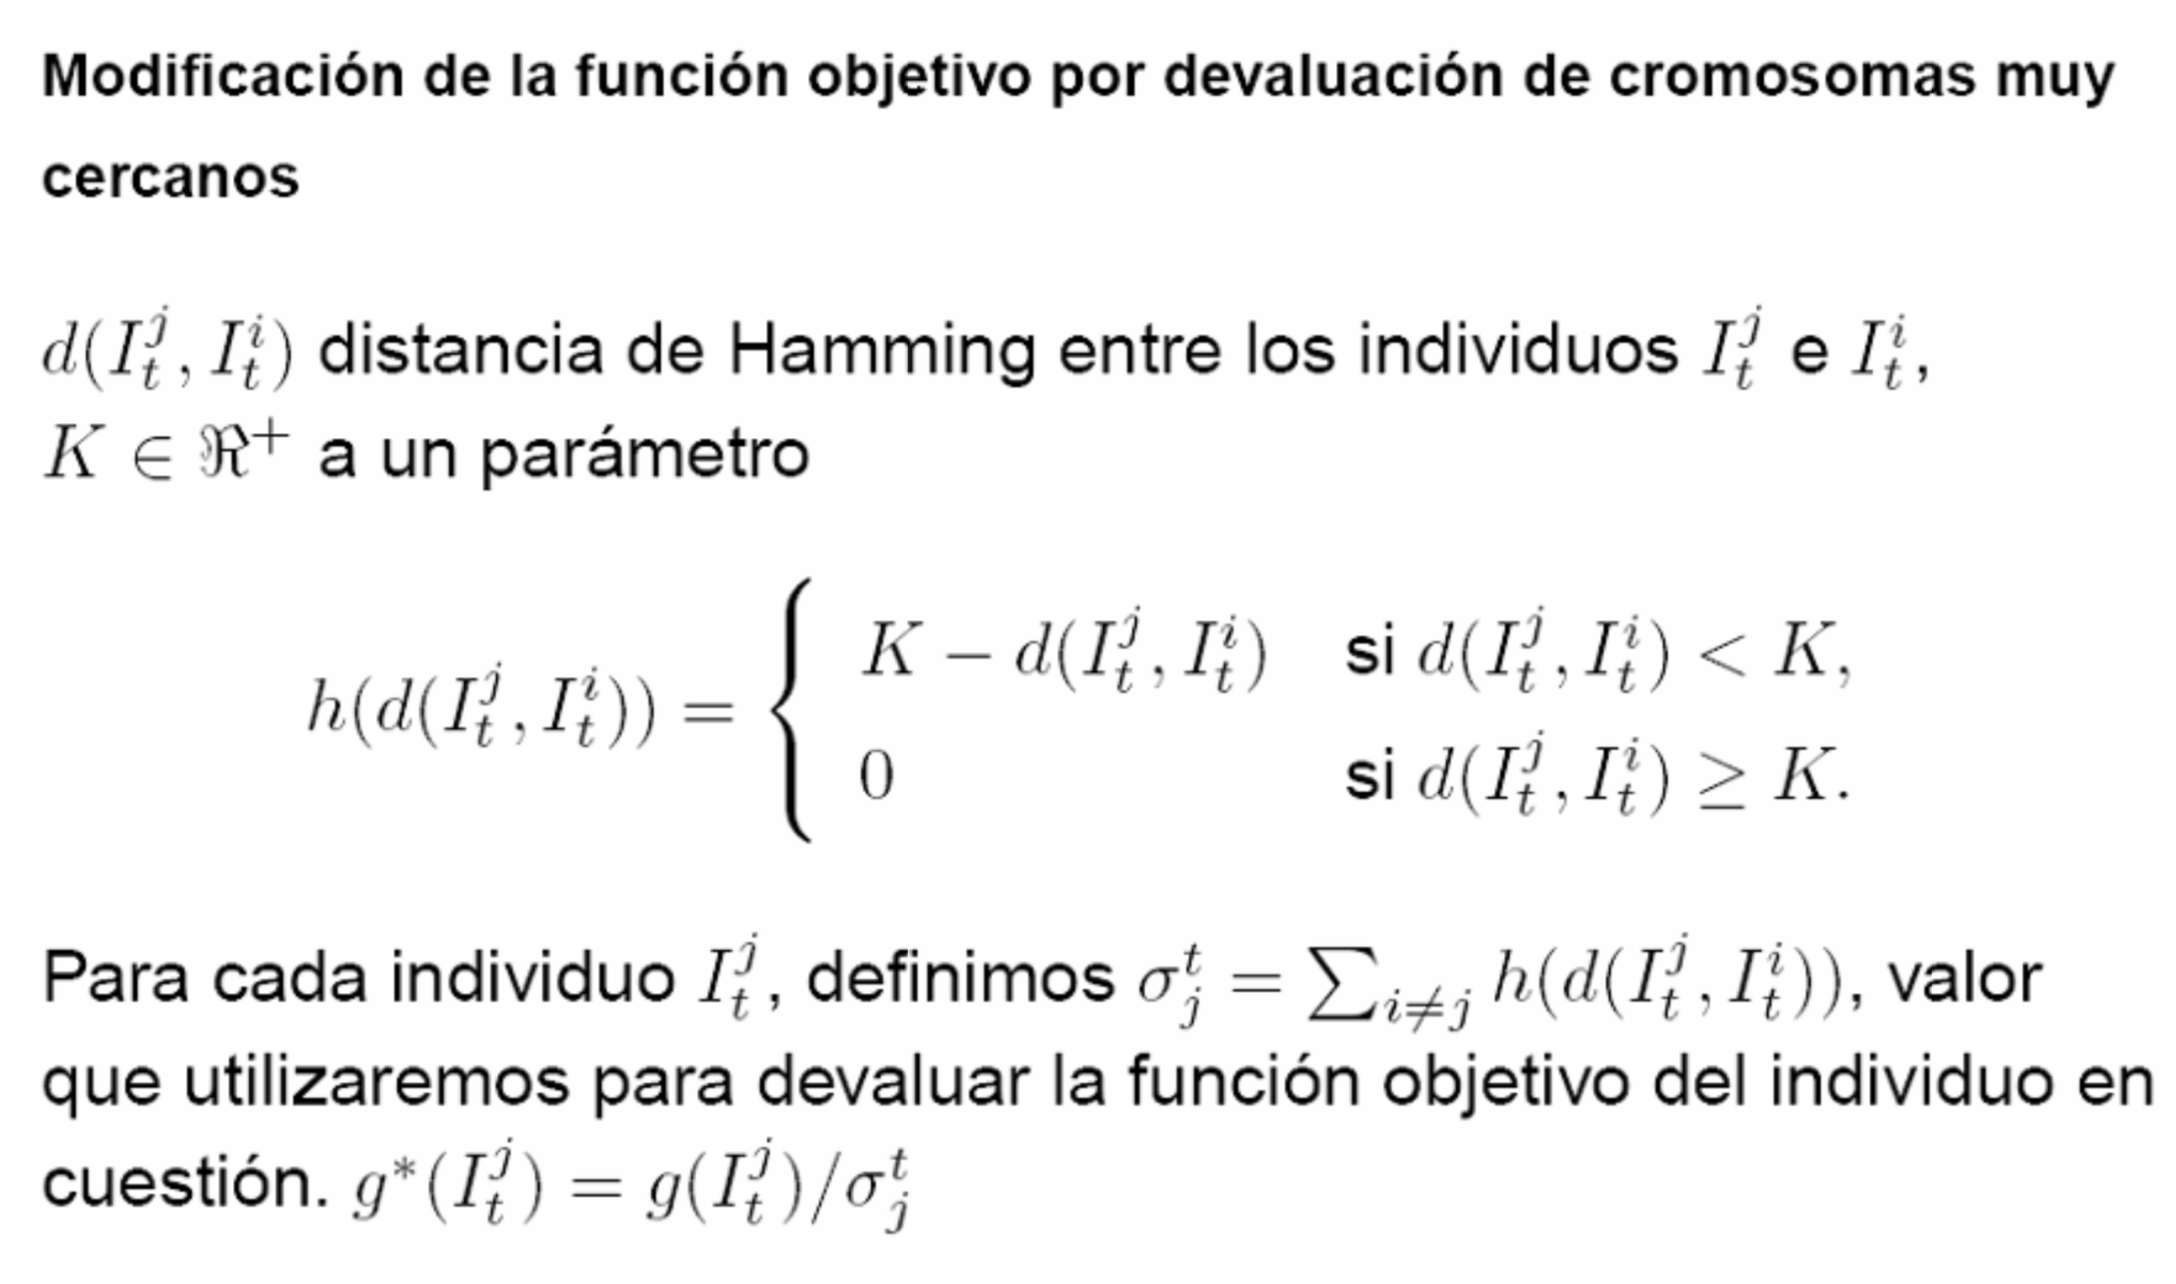 Modificación de la función objetivo por devaluación de cromosomas muy
cercanos
$d(I_t^j, I_t^i)$ distancia de Hamming entre los individuos $I_t^j$ e $I_t^i$,
$K \in \Re^+$ a un parámetro
$h(d(I_t^j, I_t^i)) = \begin{cases} K - d(I_t^j, I_t^i) & \text{si } d(I_t^j, I_t^i) < K, \\ 0 & \text{si } d(I_t^j, I_t^i) \geq K. \end{cases}$
Para cada individuo $I_t^j$, definimos $\sigma_j^t = \sum_{i \neq j} h(d(I_t^j, I_t^i))$, valor
que utilizaremos para devaluar la función objetivo del individuo en
cuestión. $g^*(I_t^j) = g(I_t^j)/\sigma_j^t$